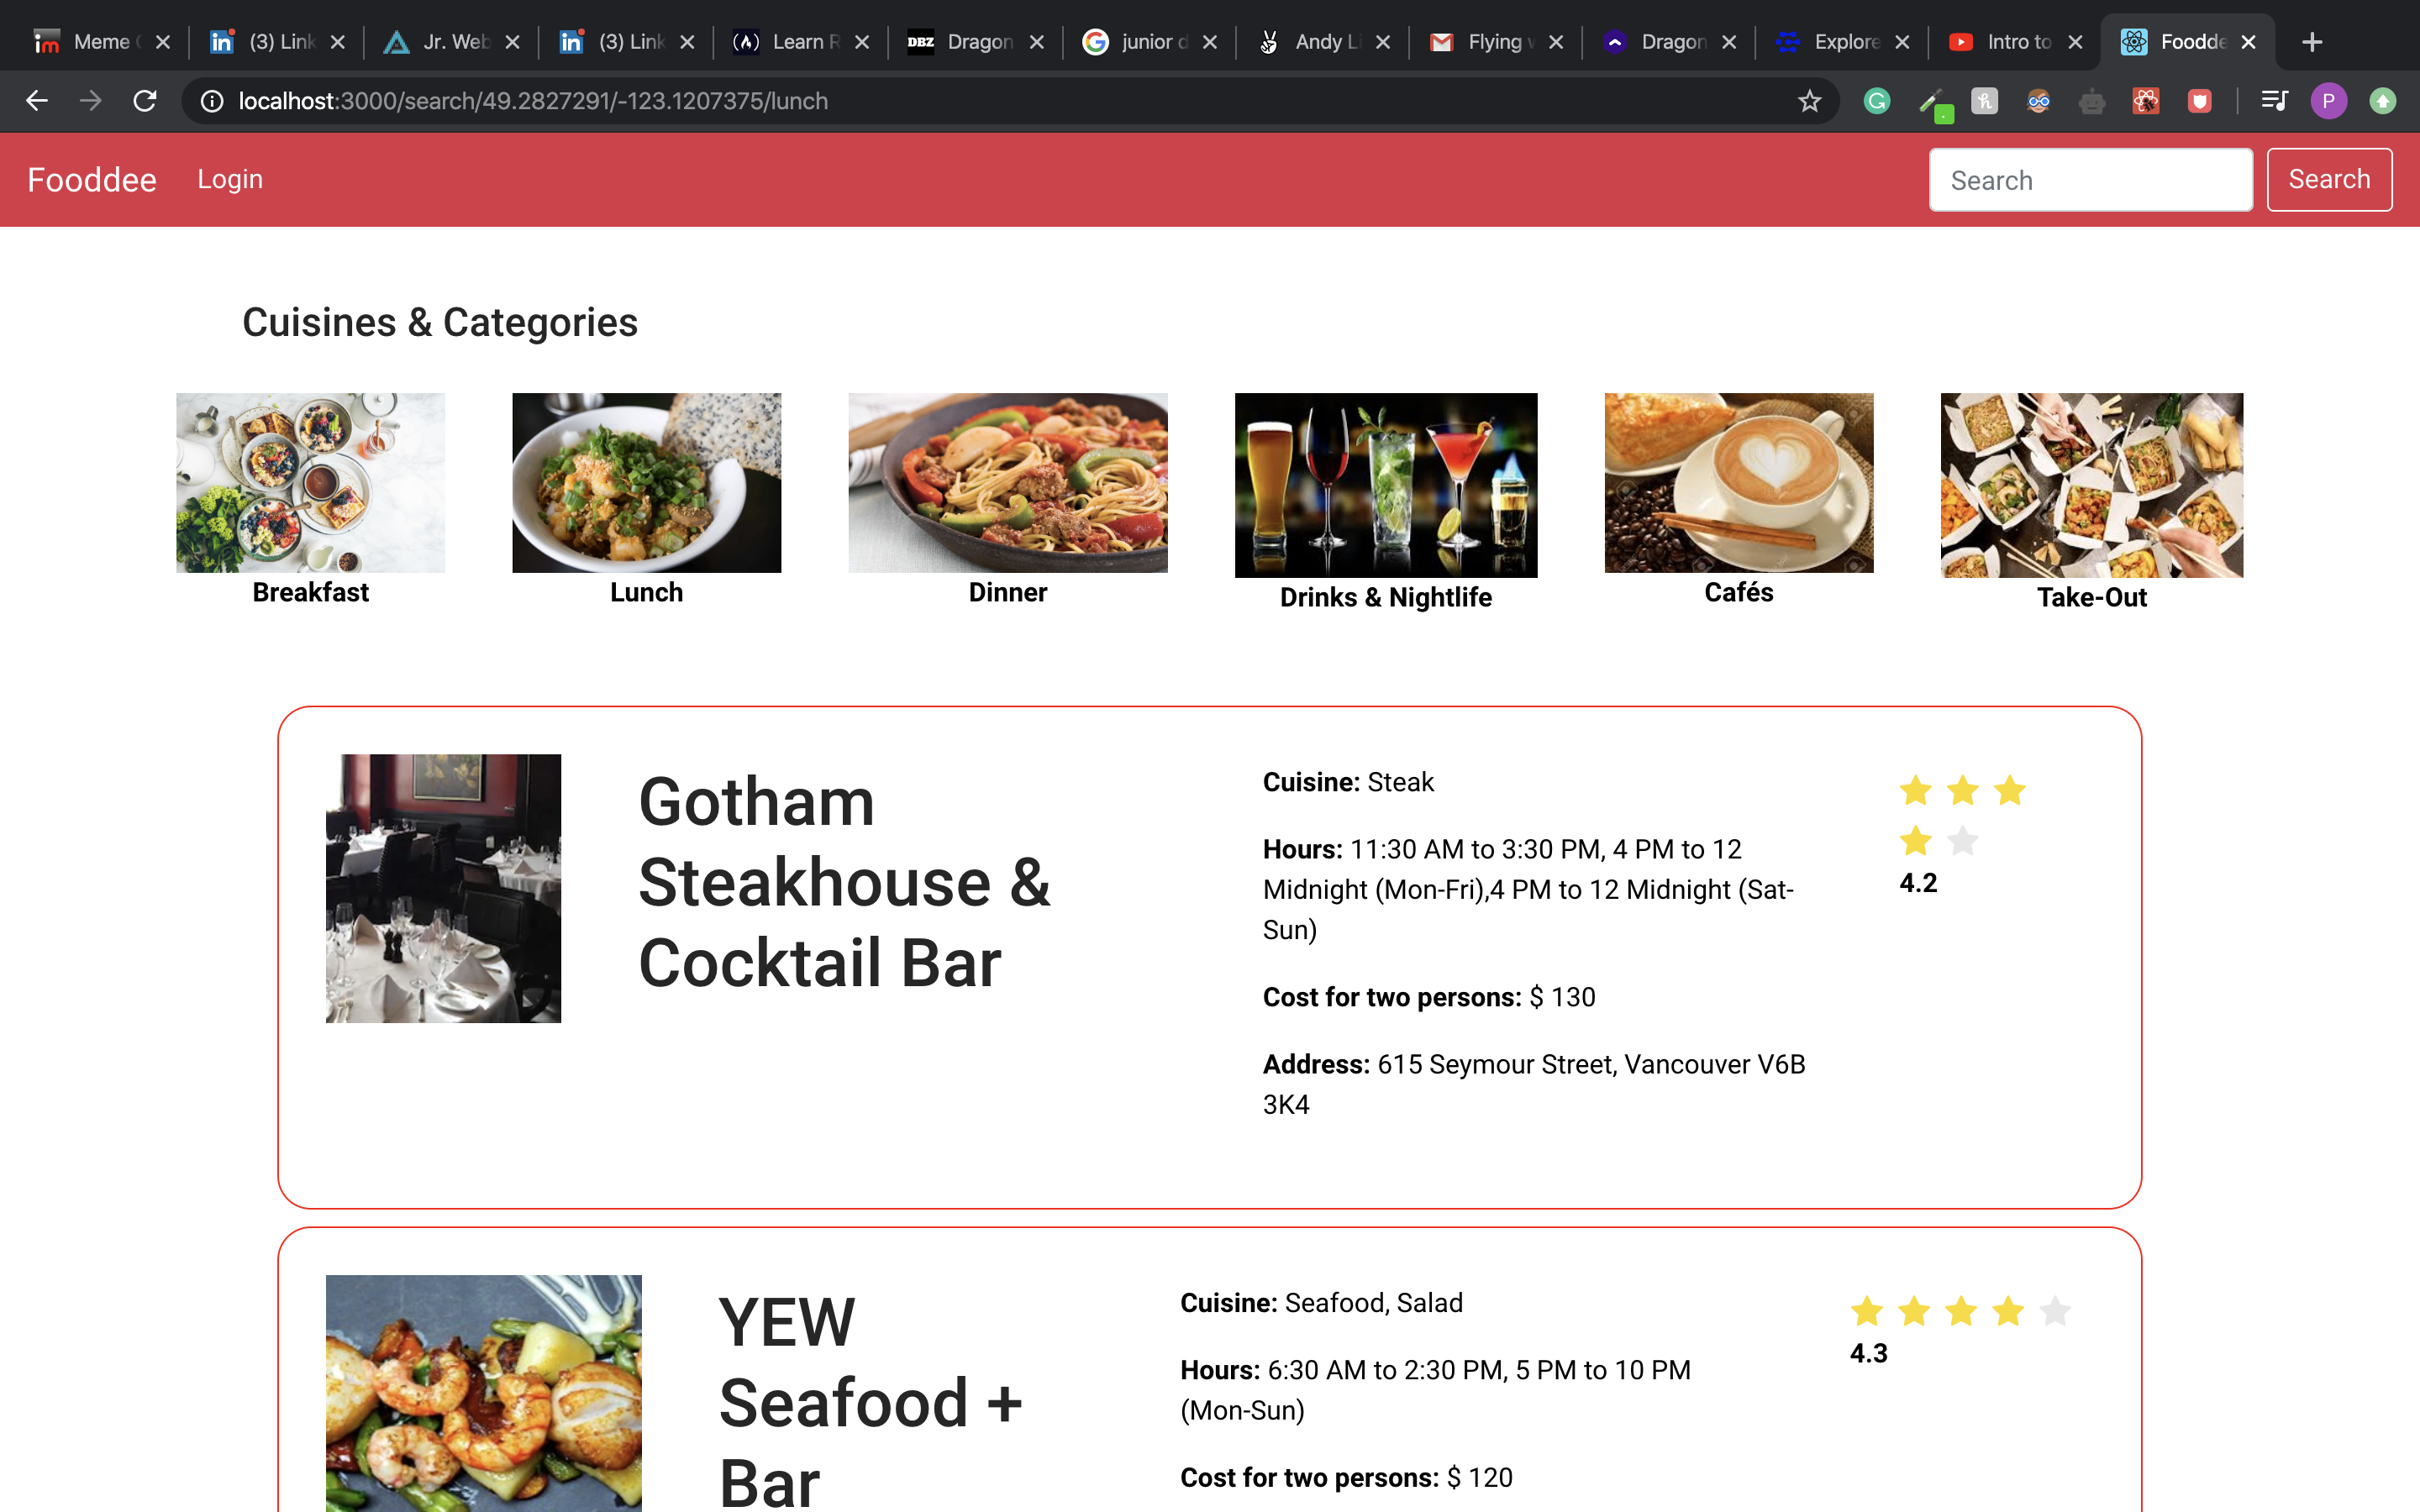 Meme
(3) Link
Jr. Web
(3) Link
Learn R
DBZ Dragon
junior d
Andy Li
Flying
Dragon
Explore
Intro to
Foodde
localhost:3000/search/49.2827291/-123.1207375/lunch
P
Fooddee Login Search Search
Cuisines & Categories
Breakfast
Lunch
Dinner
Drinks & Nightlife
Cafés
Take-Out
Gotham
Steakhouse &
Cocktail Bar
Cuisine: Steak
Hours: 11:30 AM to 3:30 PM, 4 PM to 12
Midnight (Mon-Fri),4 PM to 12 Midnight (Sat-
Sun)
Cost for two persons: $ 130
Address: 615 Seymour Street, Vancouver V6B
3K4
4.2
YEW
Seafood +
Bar
Cuisine: Seafood, Salad
Hours: 6:30 AM to 2:30 PM, 5 PM to 10 PM
(Mon-Sun)
Cost for two persons: $ 120
4.3